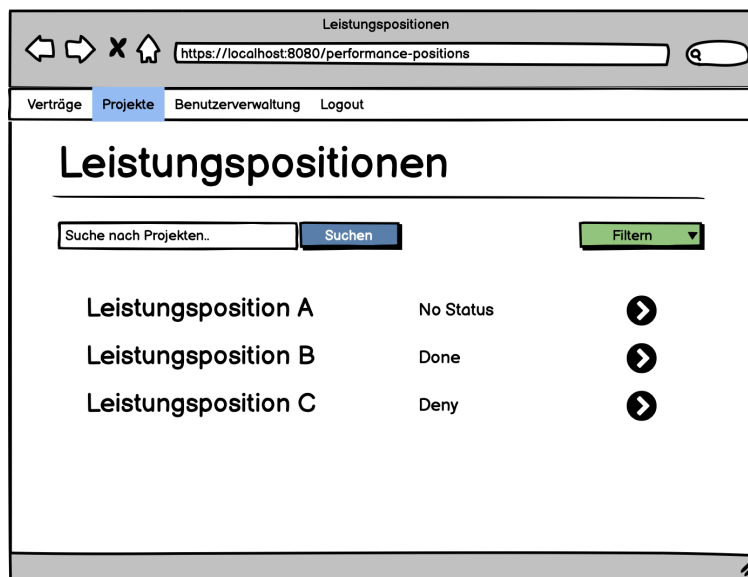 Leistungspositionen
https://localhost:8080/performance-positions
Verträge Projekte Benutzerverwaltung Logout
Leistungspositionen
Suche nach Projekten.. Suchen Filtern
Leistungsposition A No Status
Leistungsposition B Done
Leistungsposition C Deny